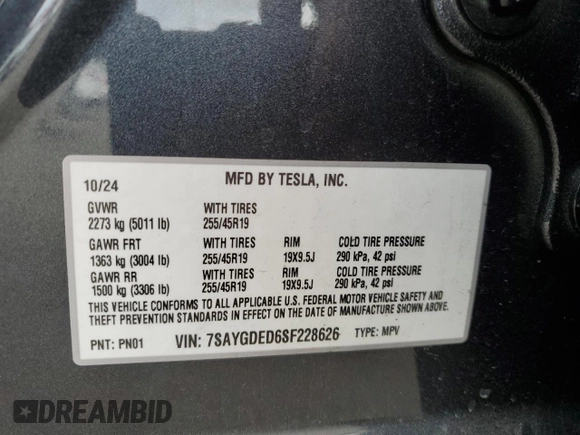 10/24 MFD BY TESLA, INC.
GVWR WITH TIRES
2273 kg (5011 lb) 255/45R19
GAWR FRT WITH TIRES RIM COLD TIRE PRESSURE
1363 kg (3004 lb) 255/45R19 19X9.5J 290 kPa, 42 psi
GAWR RR WITH TIRES RIM COLD TIRE PRESSURE
1500 kg (3306 lb) 255/45R19 19X9.5J 290 kPa, 42 psi
THIS VEHICLE CONFORMS TO ALL APPLICABLE U.S. FEDERAL MOTOR VEHICLE SAFETY AND
THEFT PREVENTION STANDARDS IN EFFECT ON THE DATE OF MANUFACTURE SHOWN ABOVE.
PNT: PN01 VIN: 7SAYGDED6SF228626 TYPE: MPV
DREAMBID